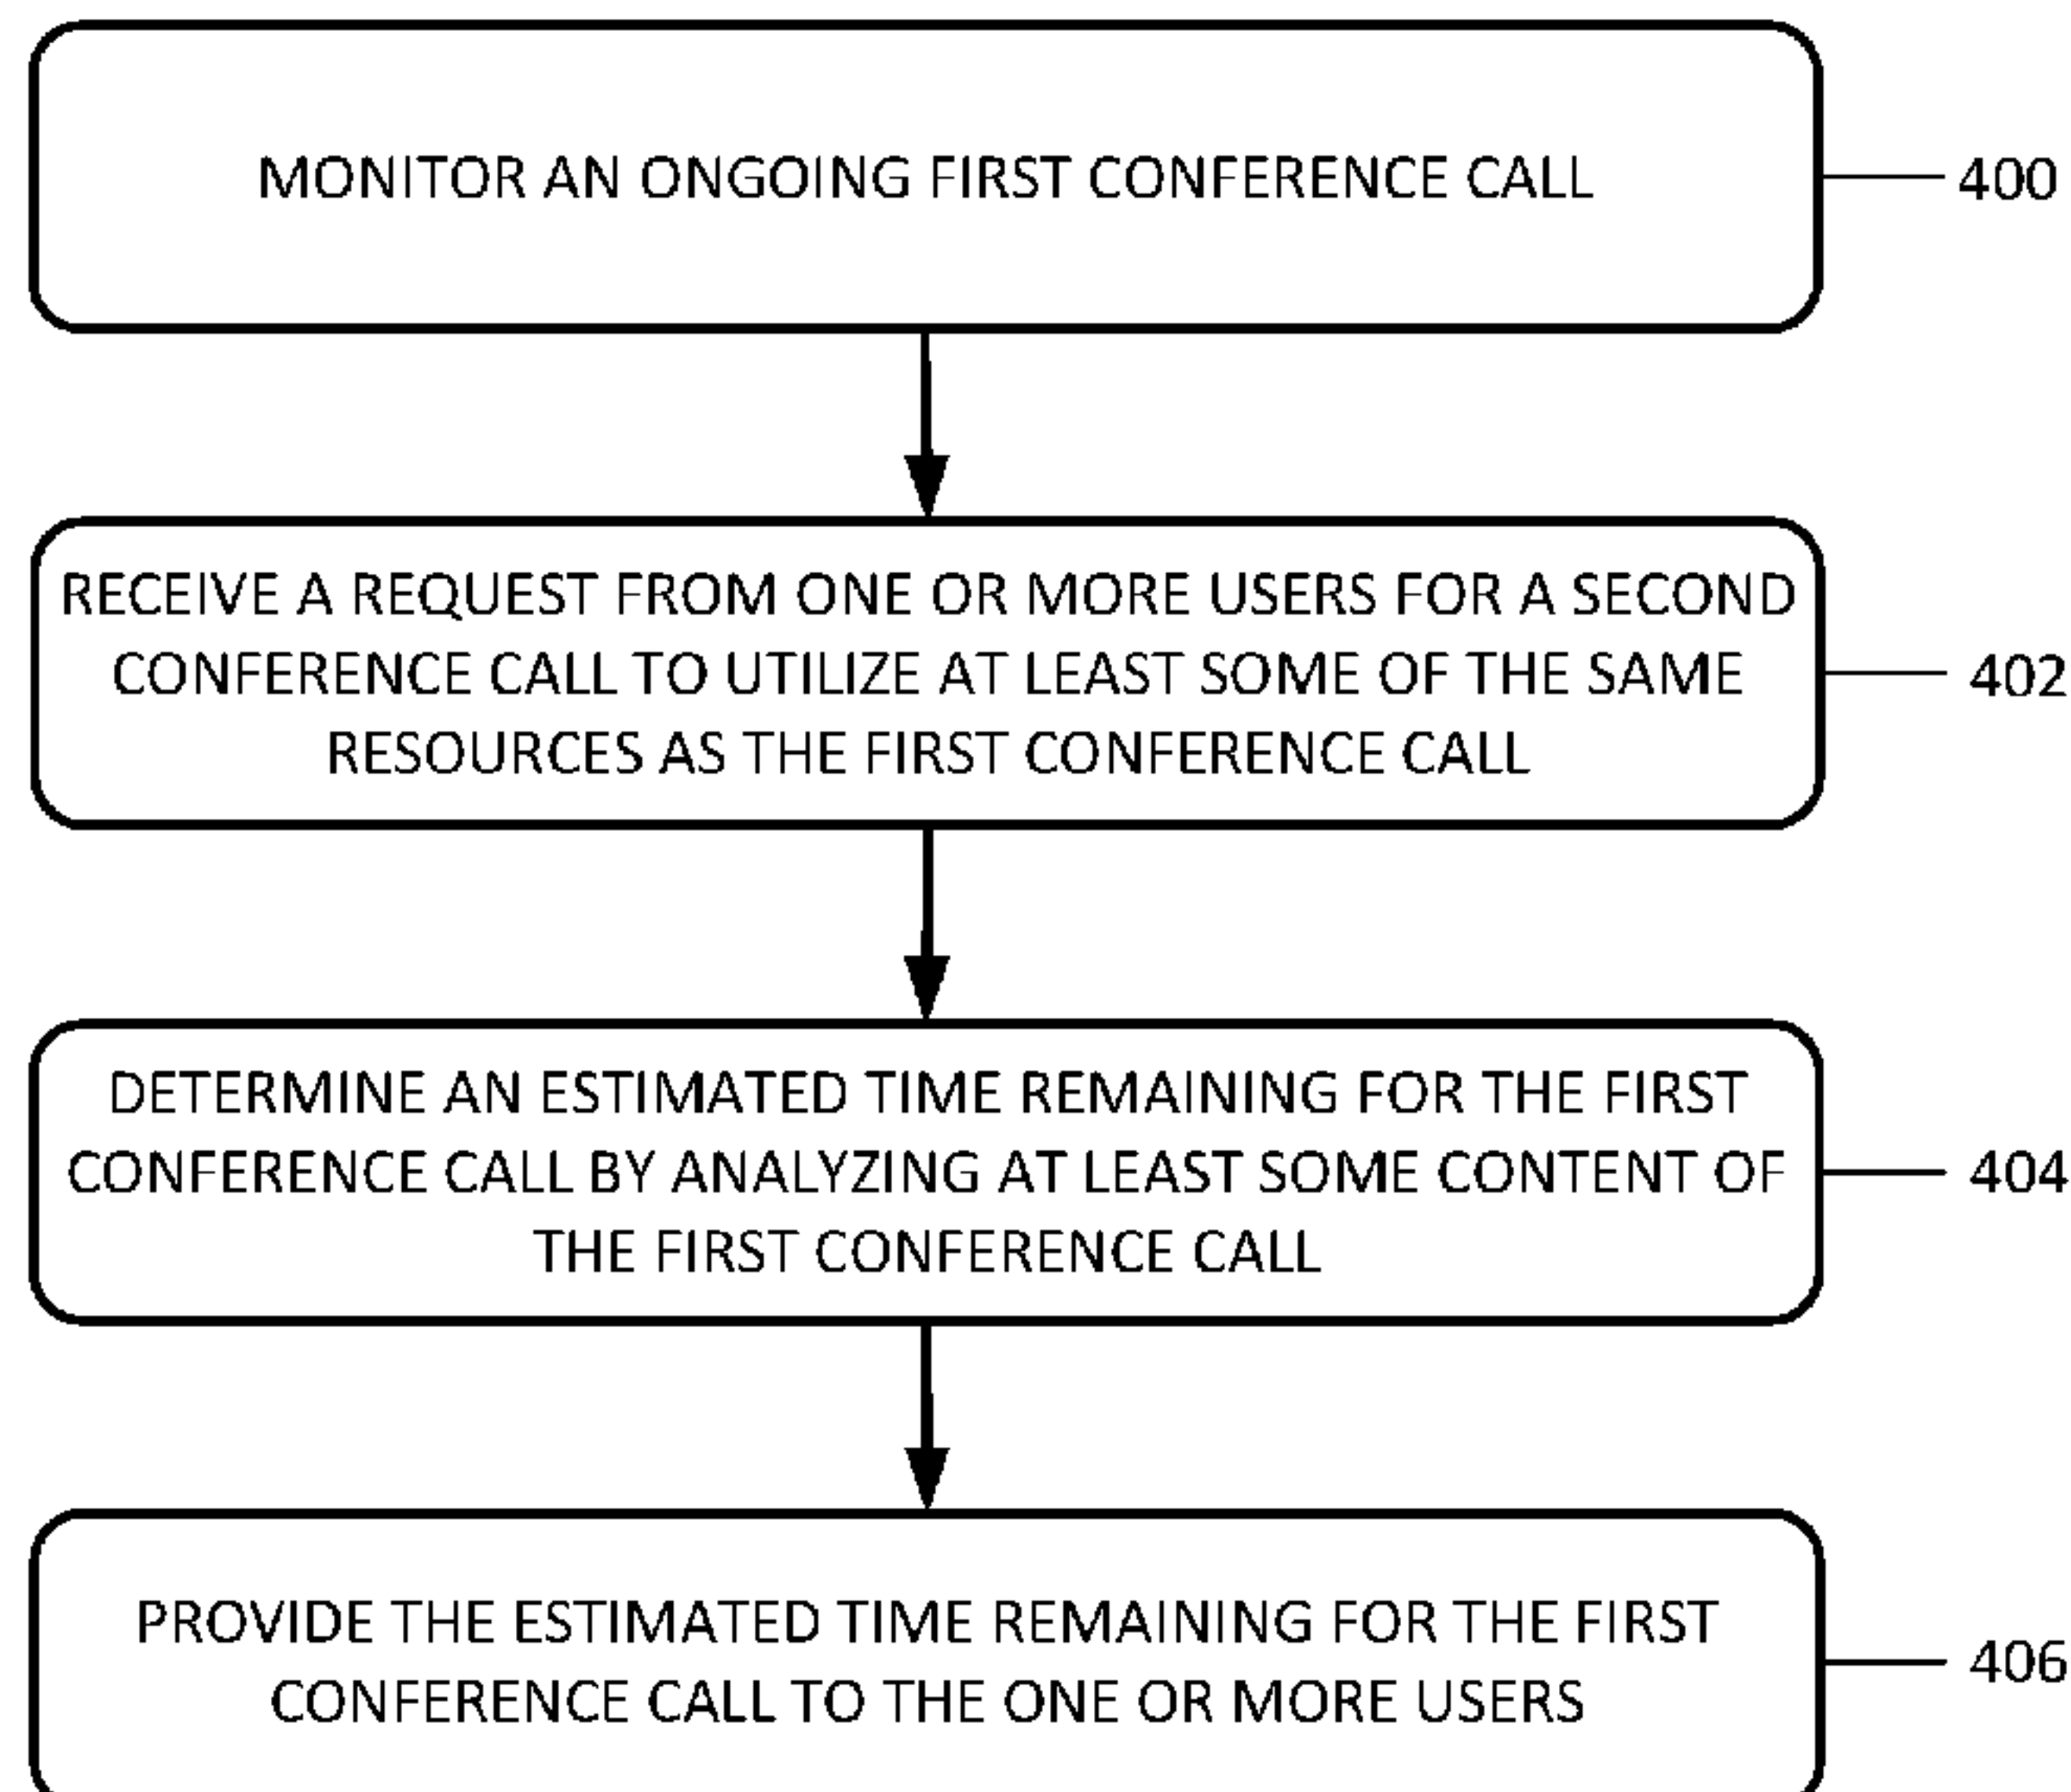 MONITOR AN ONGOING FIRST CONFERENCE CALL
400
RECEIVE A REQUEST FROM ONE OR MORE USERS FOR A SECOND
CONFERENCE CALL TO UTILIZE AT LEAST SOME OF THE SAME
RESOURCES AS THE FIRST CONFERENCE CALL
402
DETERMINE AN ESTIMATED TIME REMAINING FOR THE FIRST
CONFERENCE CALL BY ANALYZING AT LEAST SOME CONTENT OF
THE FIRST CONFERENCE CALL
404
PROVIDE THE ESTIMATED TIME REMAINING FOR THE FIRST
CONFERENCE CALL TO THE ONE OR MORE USERS
406